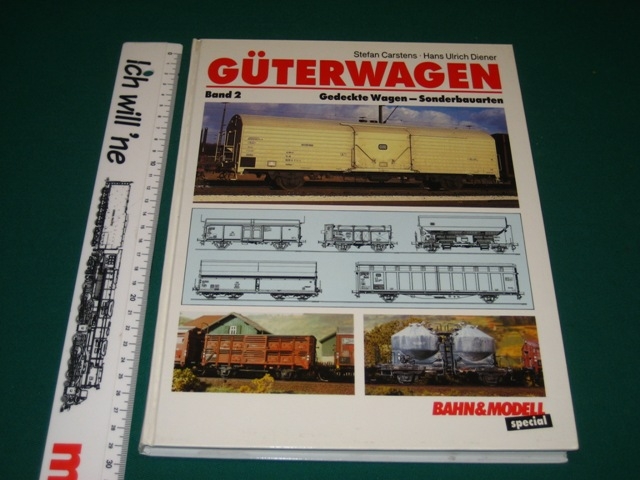 Stefan Carstens · Hans Ulrich Diener
GÜTERWAGEN
Band 2
Gedeckte Wagen – Sonderbauarten
BAHN&MODELL
special
Ich will 'ne
m